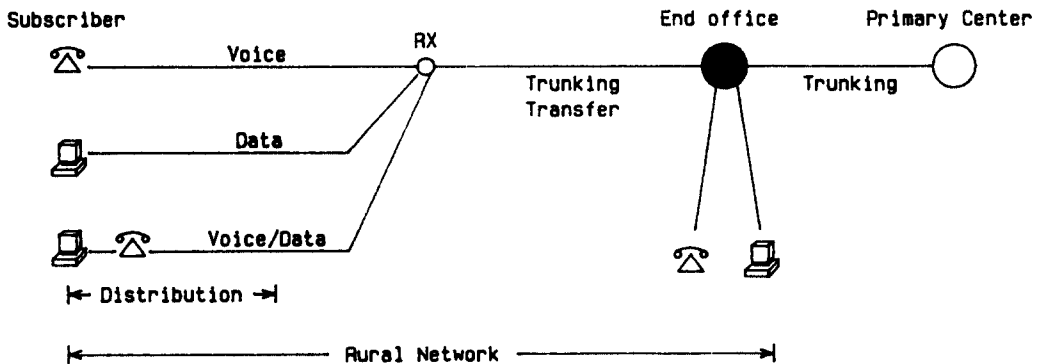 Subscriber
End office
Primary Center
RX
Voice
Trunking
Transfer
Trunking
Data
Voice/Data
Distribution
Rural Network